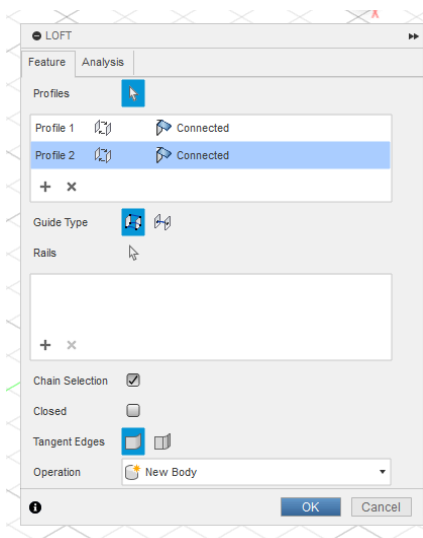 LOFT
Feature Analysis
Profiles
Profile 1 Connected
Profile 2 Connected
Guide Type
Rails
Chain Selection
Closed
Tangent Edges
Operation New Body
OK Cancel